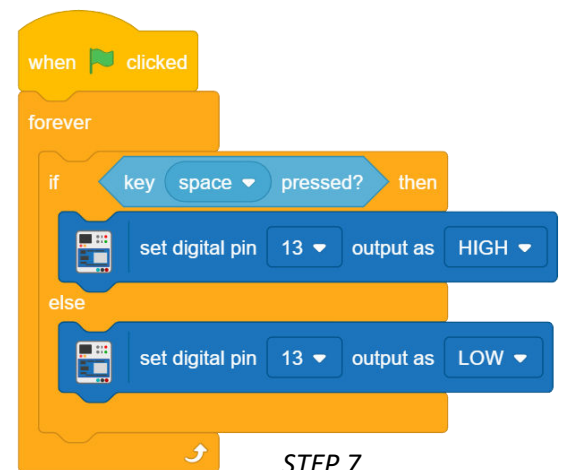 when clicked
forever
if key space pressed? then
set digital pin 13 output as HIGH
else
set digital pin 13 output as LOW
STEP 7